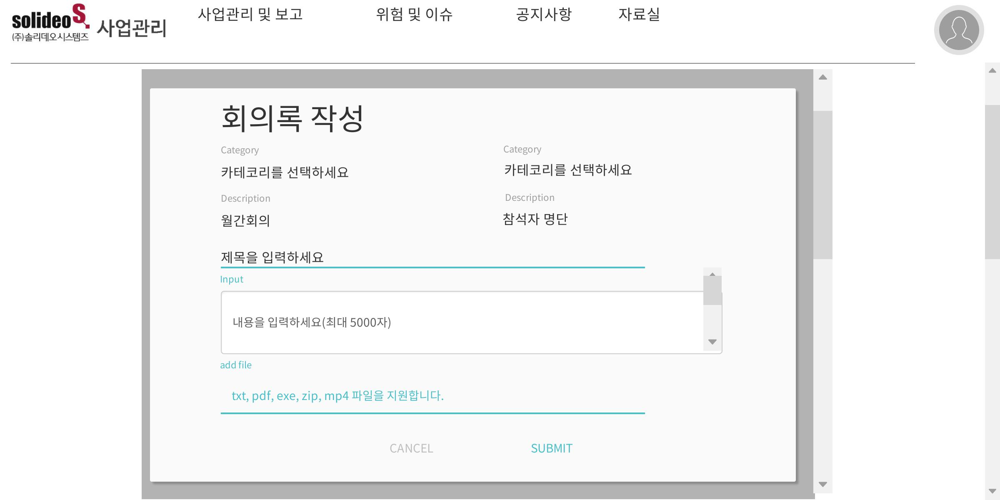 solideo S
(주)솔리데오시스템즈
사업관리
사업관리 및 보고
위험 및 이슈
공지사항
자료실
회의록 작성
Category
Category
카테코리를 선택하세요
카테코리를 선택하세요
Description
Description
월간회의
참석자 명단
제목을 입력하세요
Input
내용을 입력하세요(최대 5000자)
add file
txt, pdf, exe, zip, mp4 파일을 지원합니다.
CANCEL
SUBMIT